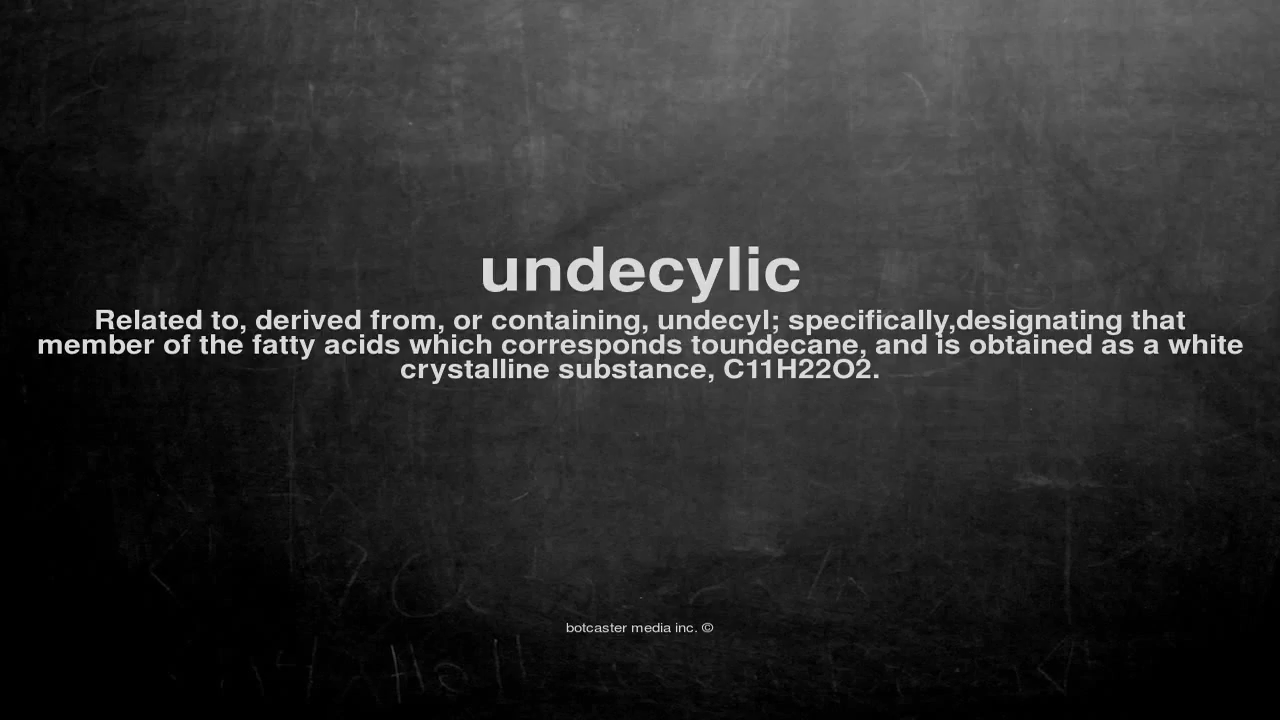 undecylic
Related to, derived from, or containing, undecyl; specifically,designating that
member of the fatty acids which corresponds toundecane, and is obtained as a white
crystalline substance, C11H22O2.
botcaster media inc. ©